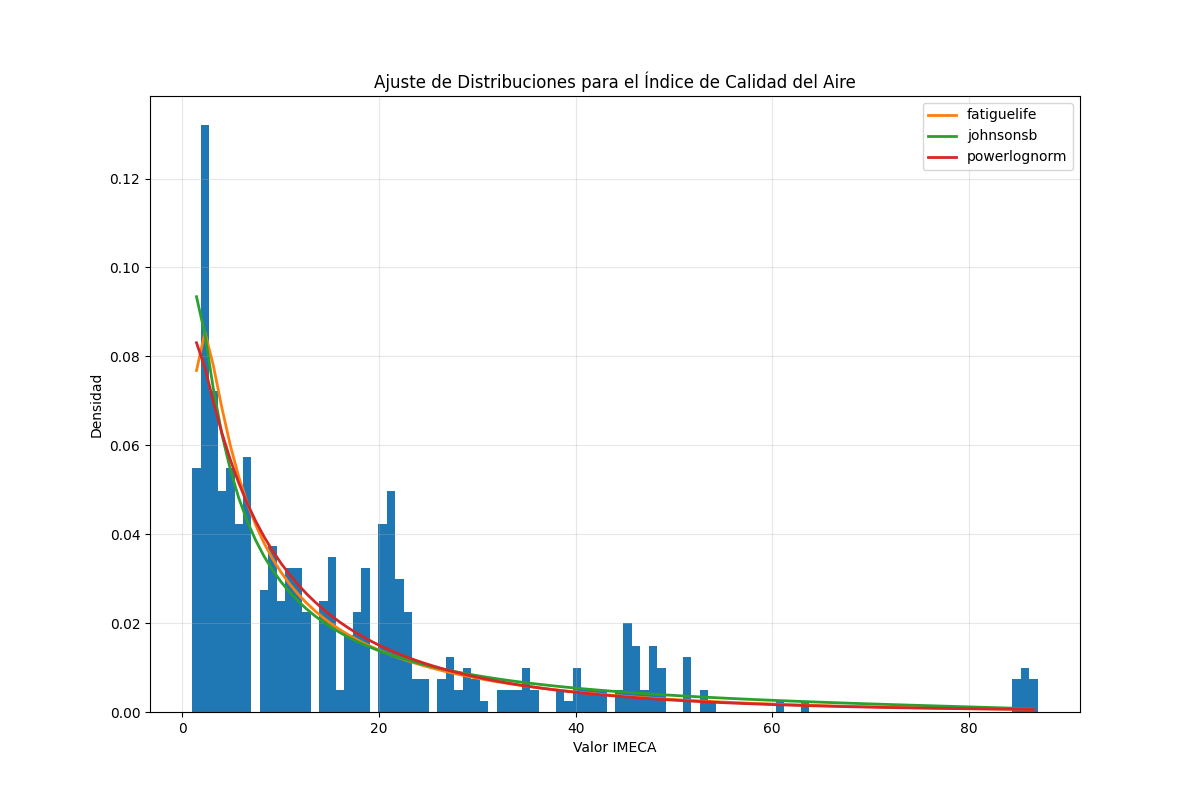 Ajuste de Distribuciones para el Índice de Calidad del Aire
fatiguelife
johnsonsb
powerlognorm
0.12
0.10
0.08
0.06
0.04
0.02
0.00
Densidad
0 20 40 60 80
Valor IMECA